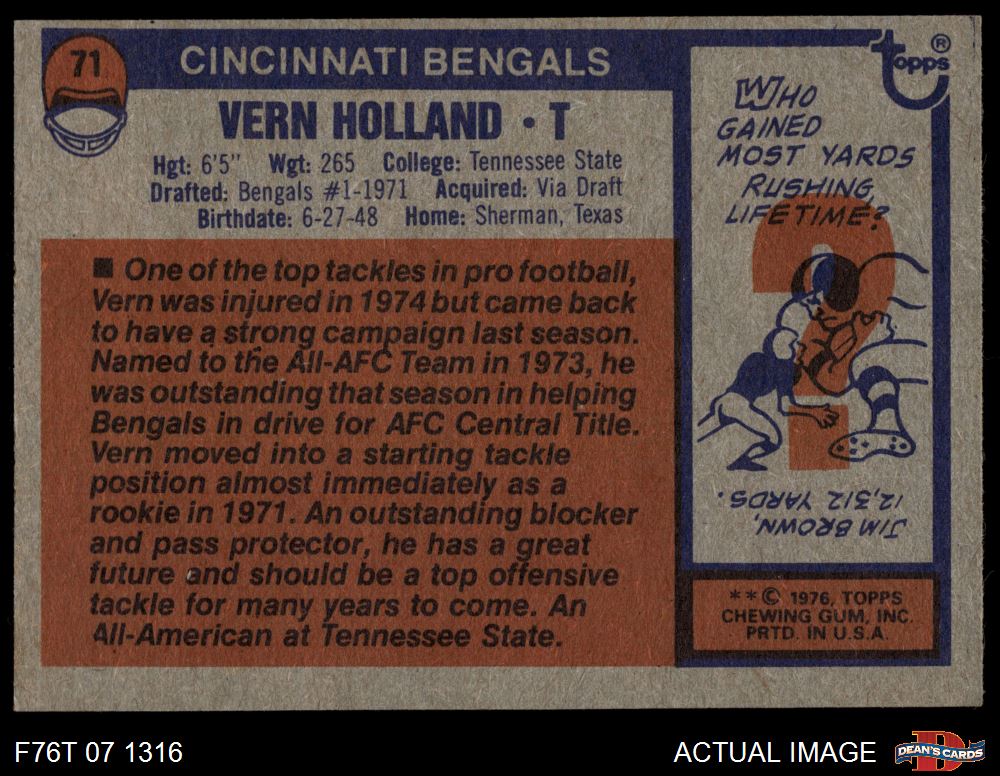 71
CINCINNATI BENGALS
VERN HOLLAND • T
Hgt: 6'5" Wgt: 265 College: Tennessee State
Drafted: Bengals #1-1971 Acquired: Via Draft
Birthdate: 6-27-48 Home: Sherman, Texas
■ One of the top tackles in pro football,
Vern was injured in 1974 but came back
to have a strong campaign last season.
Named to the All-AFC Team in 1973, he
was outstanding that season in helping
Bengals in drive for AFC Central Title.
Vern moved into a starting tackle
position almost immediately as a
rookie in 1971. An outstanding blocker
and pass protector, he has a great
future and should be a top offensive
tackle for many years to come. An
All-American at Tennessee State.
topps ®
WHO
GAINED
MOST YARDS
RUSHING,
LIFETIME?
?
JIM BROWN,
12,312 YARDS.
**© 1976, TOPPS
CHEWING GUM, INC.
PRTD. IN U.S.A.
F76T 07 1316
ACTUAL IMAGE
D
DEAN'S CARDS